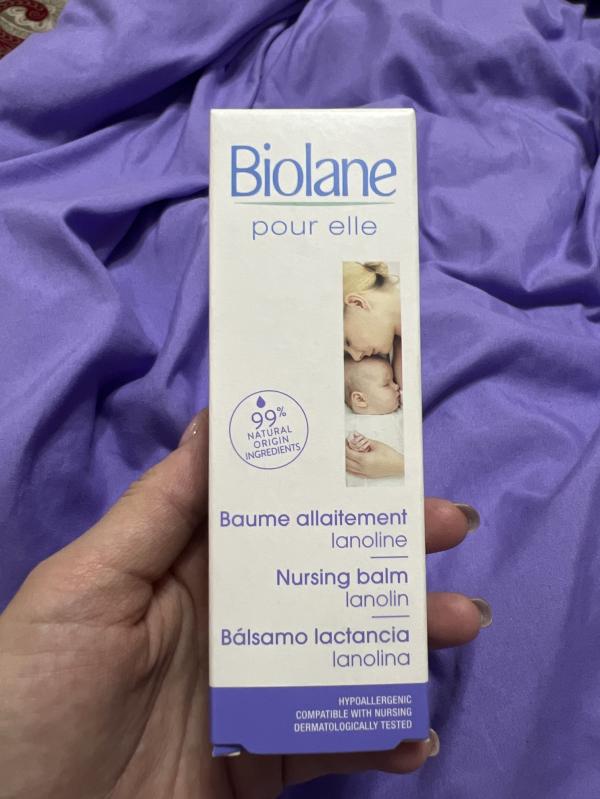 Biolane
pour elle
99%
NATURAL
ORIGIN
INGREDIENTS
Baume allaitement
lanoline
Nursing balm
lanolin
Bálsamo lactancia
lanolina
HYPOALLERGENIC
COMPATIBLE WITH NURSING
DERMATOLOGICALLY TESTED